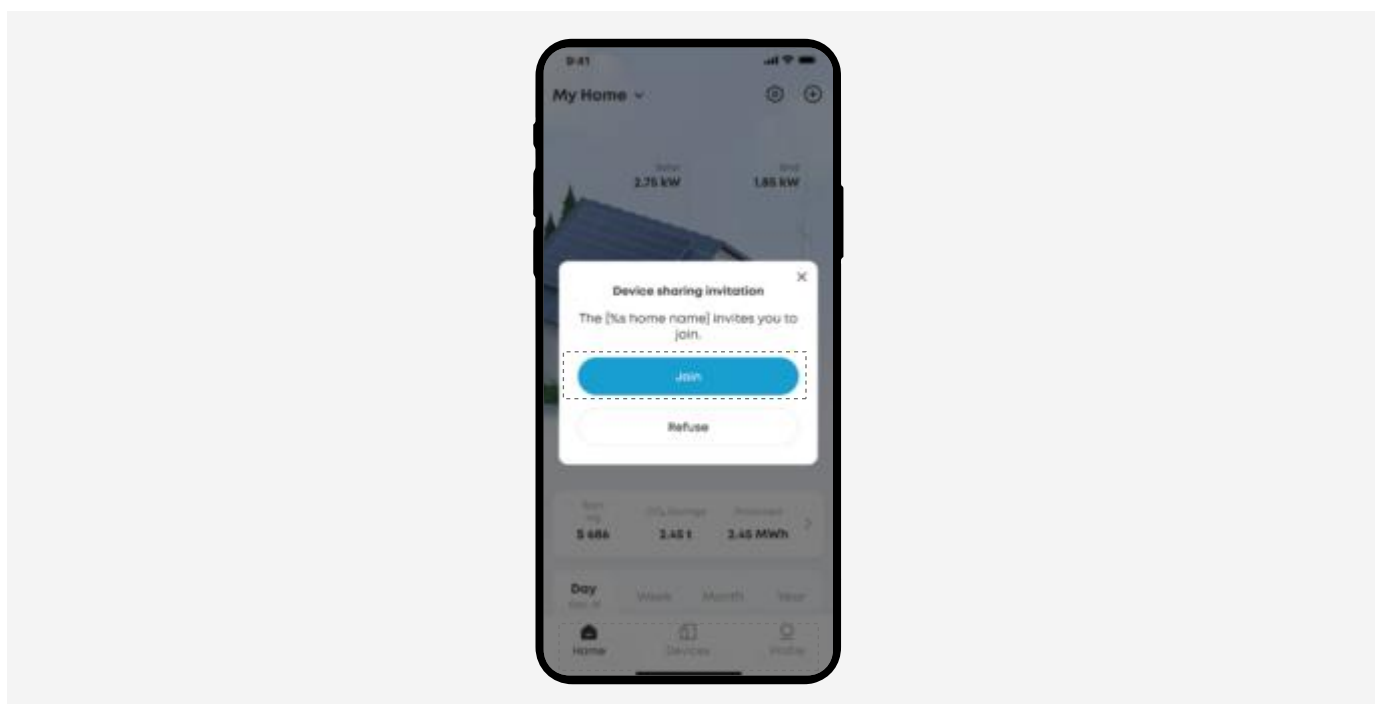 9:41
My Home
2.75 kW 1.85 kW
Device sharing invitation
The [%s home name] invites you to
join.
Join
Refuse
$ 686 2.45 t 2.45 MWh
Day Week Month Year
Home Devices Profile